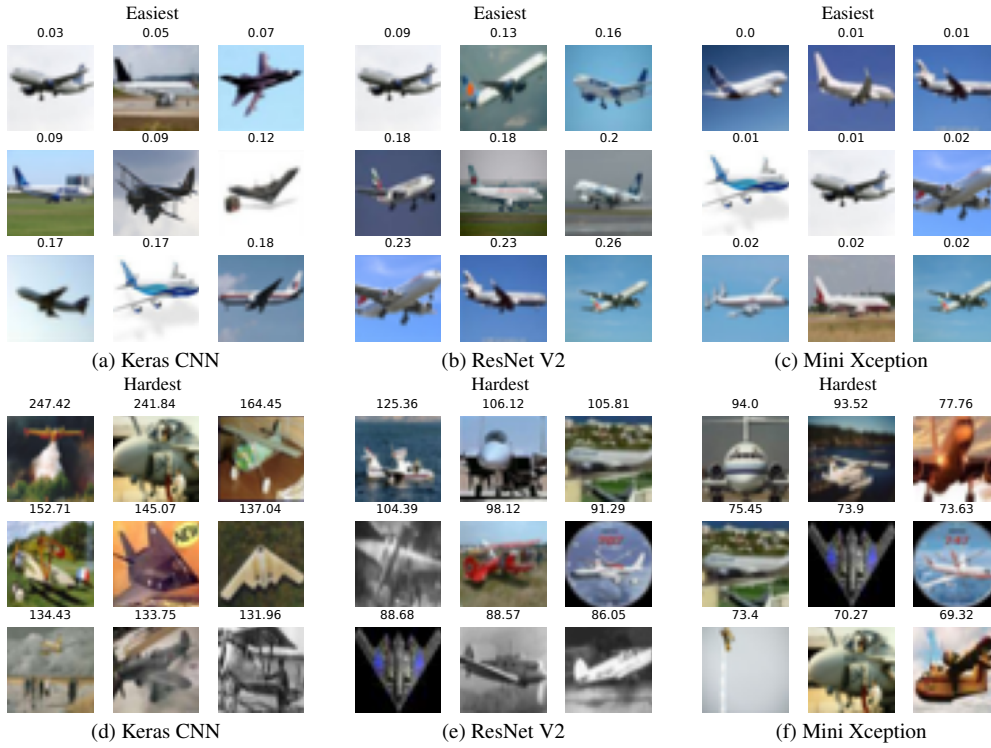 Easiest Easiest Easiest
0.03 0.05 0.07 0.09 0.13 0.16 0.0 0.01 0.01
0.09 0.09 0.12 0.18 0.18 0.2 0.01 0.01 0.02
0.17 0.17 0.18 0.23 0.23 0.26 0.02 0.02 0.02
(a) Keras CNN (b) ResNet V2 (c) Mini Xception
Hardest Hardest Hardest
247.42 241.84 164.45 125.36 106.12 105.81 94.0 93.52 77.76
152.71 145.07 137.04 104.39 98.12 91.29 75.45 73.9 73.63
NEW
134.43 133.75 131.96 88.68 88.57 86.05 73.4 70.27 69.32
(d) Keras CNN (e) ResNet V2 (f) Mini Xception